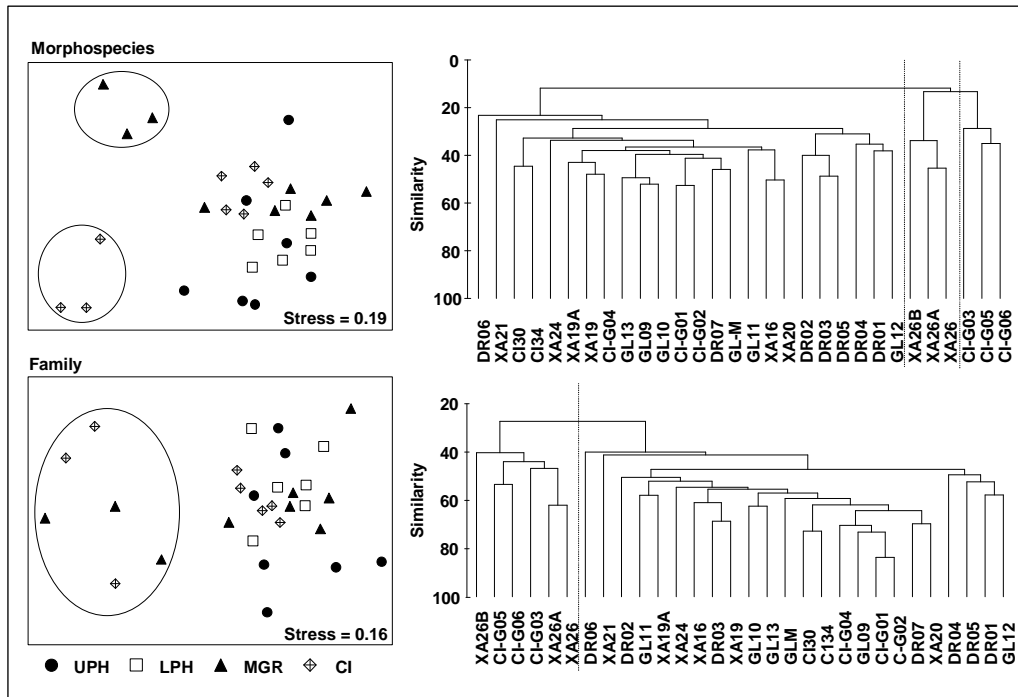 Morphospecies
Stress = 0.19
0
20
40
60
80
100
Similarity
DR06
XA21
CI30
CI34
XA24
XA19A
XA19
CI-G04
GL13
GL09
GL10
CI-G01
CI-G02
DR07
GL-M
GL11
XA16
XA20
DR02
DR03
DR05
DR04
DR01
GL12
XA26B
XA26A
XA26
CI-G03
CI-G05
CI-G06
Family
Stress = 0.16
20
40
60
80
100
Similarity
XA26B
CI-G05
CI-G06
CI-G03
XA26A
XA26
DR06
XA21
DR02
GL11
XA19A
XA24
XA16
DR03
XA19
GL10
GL13
GLM
CI30
C134
CI-G04
GL09
CI-G01
C-G02
DR07
XA20
DR04
DR05
DR01
GL12
UPH LPH MGR CI